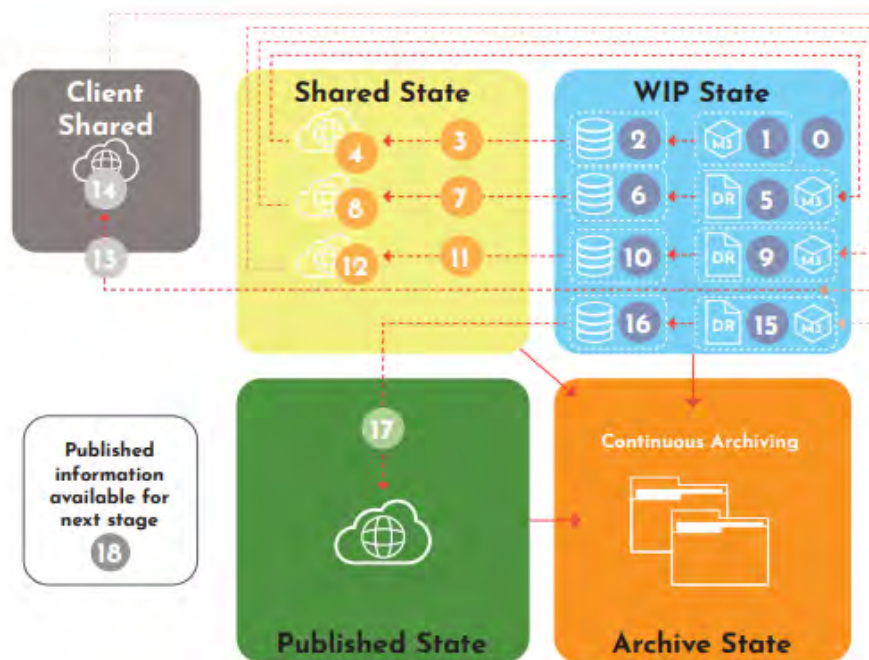 Client
Shared
14
13
Shared State
4
3
8
7
12
11
WIP State
2
M3
1
0
6
DR
5
M3
10
DR
9
M3
16
DR
15
M3
17
Published State
Continuous Archiving
Archive State
Published
information
available for
next stage
18